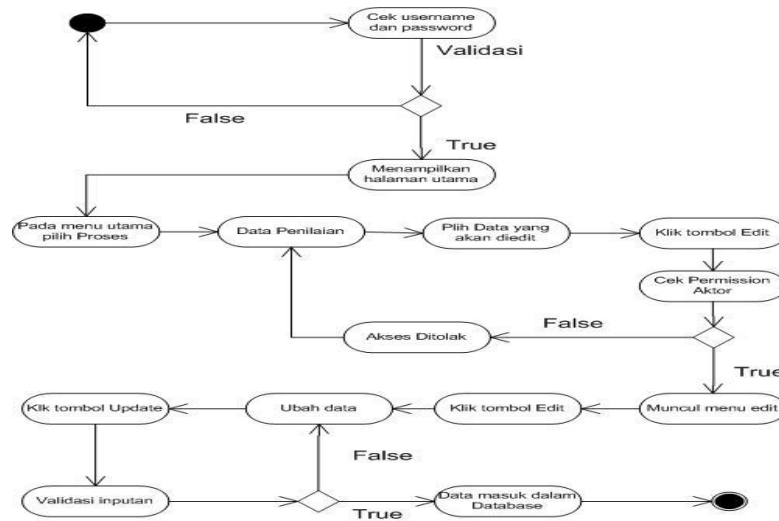 Cek username
dan password
Validasi
False
True
Menampilkan
halaman utama
Pada menu utama
pilih Proses
Data Penilaian
Plih Data yang
akan diedit
Klik tombol Edit
Cek Permission
Aktor
False
Akses Ditolak
True
Klk tombol Update
Ubah data
Klik tombol Edit
Muncul menu edit
False
Validasi inputan
True
Data masuk dalam
Database